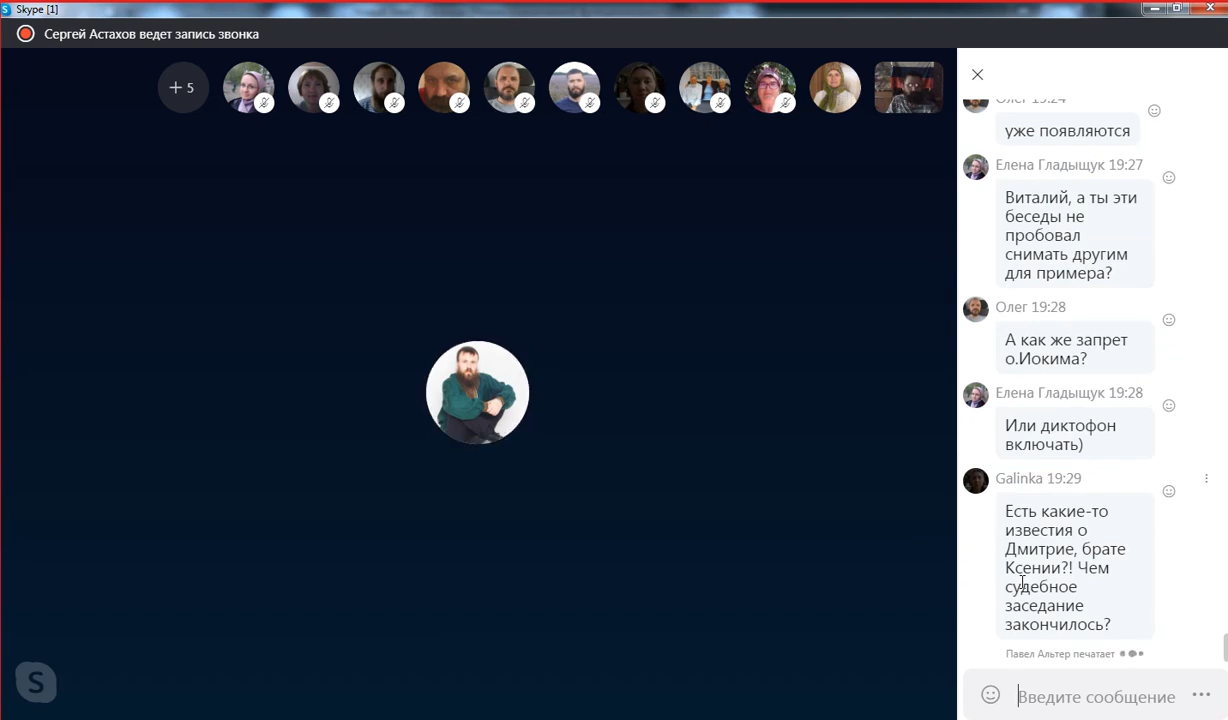 Skype [1]
Сергей Астахов ведет запись звонка
+ 5
Олег 19:24
уже появляются
Елена Гладыщук 19:27
Виталий, а ты эти
беседы не
пробовал
снимать другим
для примера?
Олег 19:28
А как же запрет
о.Иокима?
Елена Гладыщук 19:28
Или диктофон
включать)
Galinka 19:29
Есть какие-то
известия о
Дмитрие, брате
Ксении?! Чем
судебное
заседание
закончилось?
Павел Альтер печатает
Введите сообщение
S